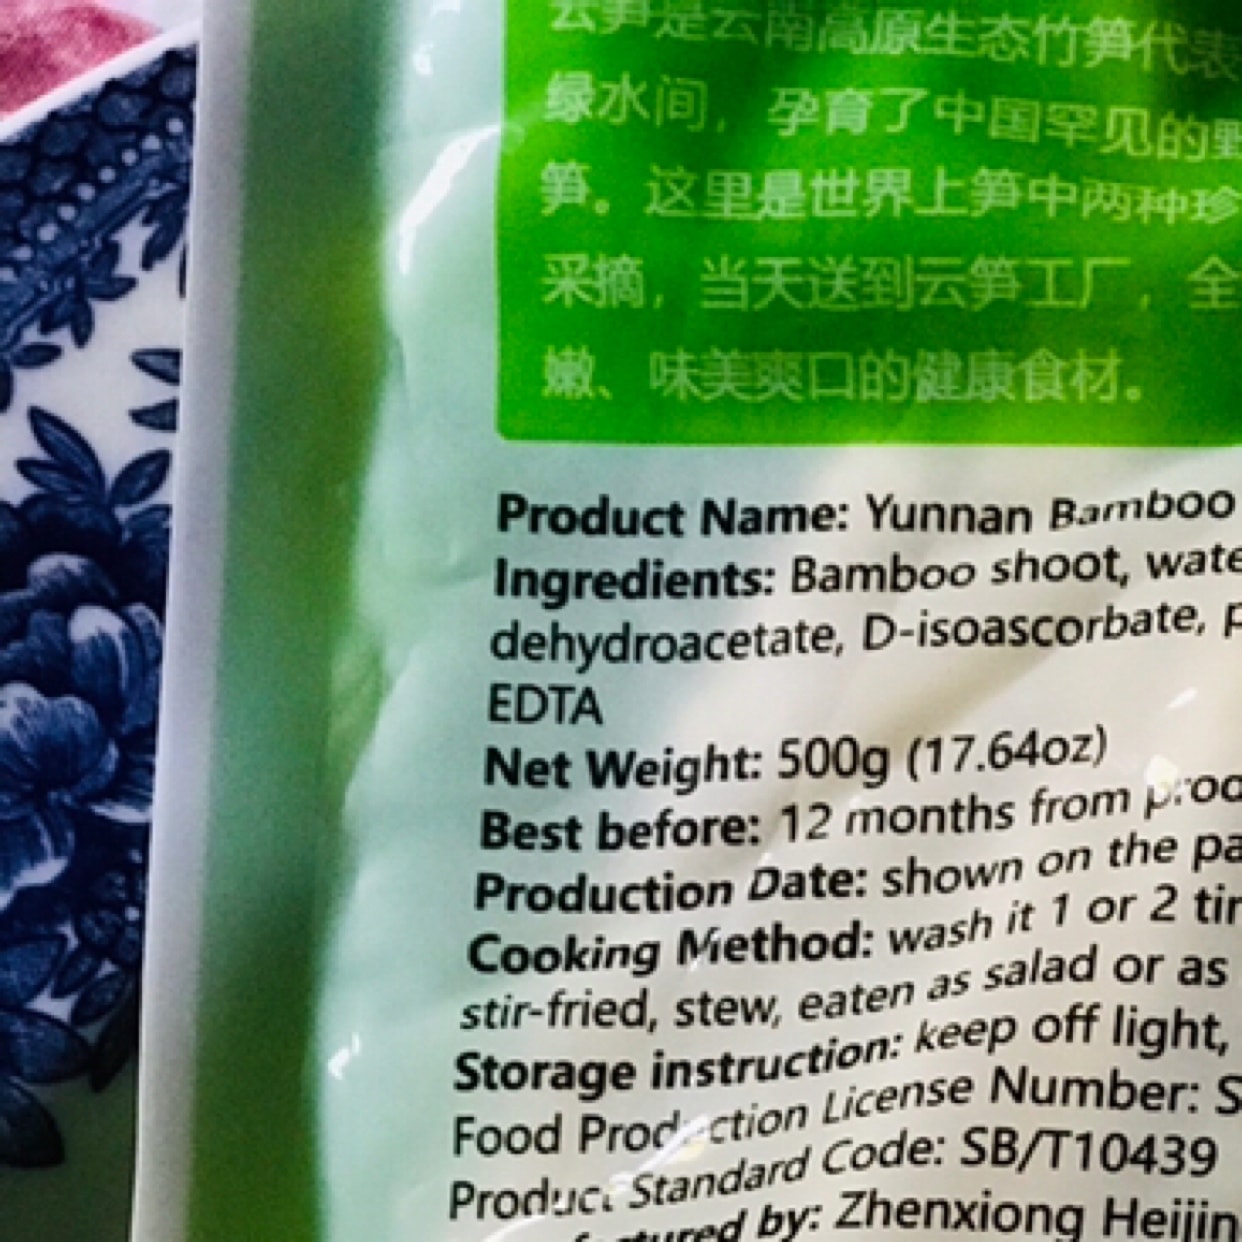 云笋是云南高原生态竹笋代表
绿水间，孕育了中国罕见的野
笋。这里是世界上笋中两种珍
采摘，当天送到云笋工厂，全
嫩、味美爽口的健康食材。
Product Name: Yunnan Bamboo
Ingredients: Bamboo shoot, wate
dehydroacetate, D-isoascorbate, p
EDTA
Net Weight: 500g (17.64oz)
Best before: 12 months from prod
Production Date: shown on the pa
Cooking Method: wash it 1 or 2 tim
stir-fried, stew, eaten as salad or as
Storage instruction: keep off light,
Food Production License Number: S
Product Standard Code: SB/T10439
factured by: Zhenxiong Heijin